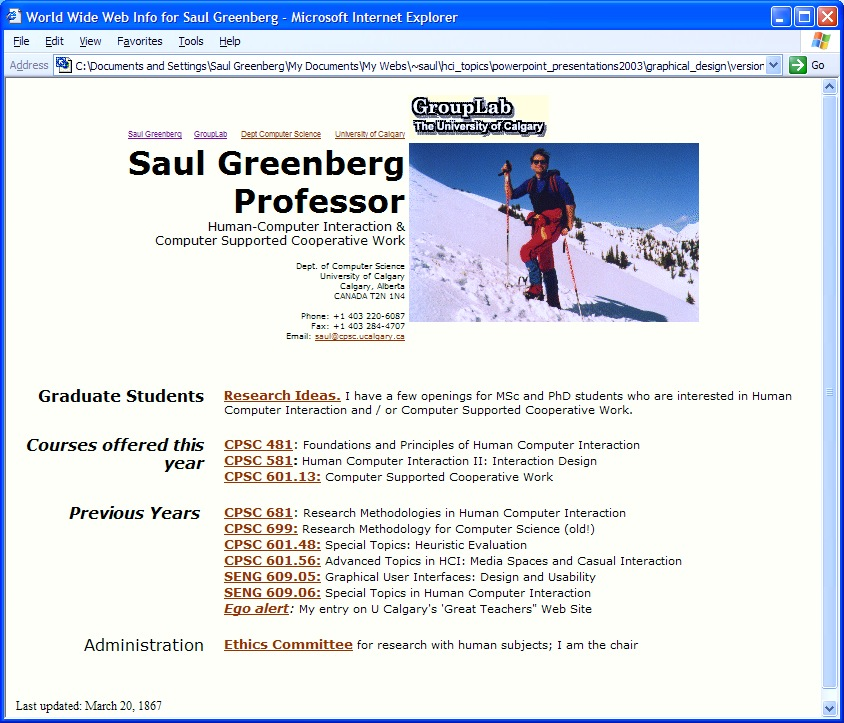 World Wide Web Info for Saul Greenberg - Microsoft Internet Explorer
File Edit View Favorites Tools Help
Address C:\Documents and Settings\Saul Greenberg\My Documents\My Webs\~saul\hci_topics\powerpoint_presentations2003\graphical_design\version Go
GroupLab
The University of Calgary
Saul Greenberg GroupLab Dept Computer Science University of Calgary
Saul Greenberg
Professor
Human-Computer Interaction &
Computer Supported Cooperative Work
Dept. of Computer Science
University of Calgary
Calgary, Alberta
CANADA T2N 1N4
Phone: +1 403 220-6087
Fax: +1 403 284-4707
Email: saul@cpsc.ucalgary.ca
Graduate Students Research Ideas. I have a few openings for MSc and PhD students who are interested in Human
Computer Interaction and / or Computer Supported Cooperative Work.
Courses offered this
year
CPSC 481: Foundations and Principles of Human Computer Interaction
CPSC 581: Human Computer Interaction II: Interaction Design
CPSC 601.13: Computer Supported Cooperative Work
Previous Years CPSC 681: Research Methodologies in Human Computer Interaction
CPSC 699: Research Methodology for Computer Science (old!)
CPSC 601.48: Special Topics: Heuristic Evaluation
CPSC 601.56: Advanced Topics in HCI: Media Spaces and Casual Interaction
SENG 609.05: Graphical User Interfaces: Design and Usability
SENG 609.06: Special Topics in Human Computer Interaction
Ego alert: My entry on U Calgary's 'Great Teachers" Web Site
Administration Ethics Committee for research with human subjects; I am the chair
Last updated: March 20, 1867